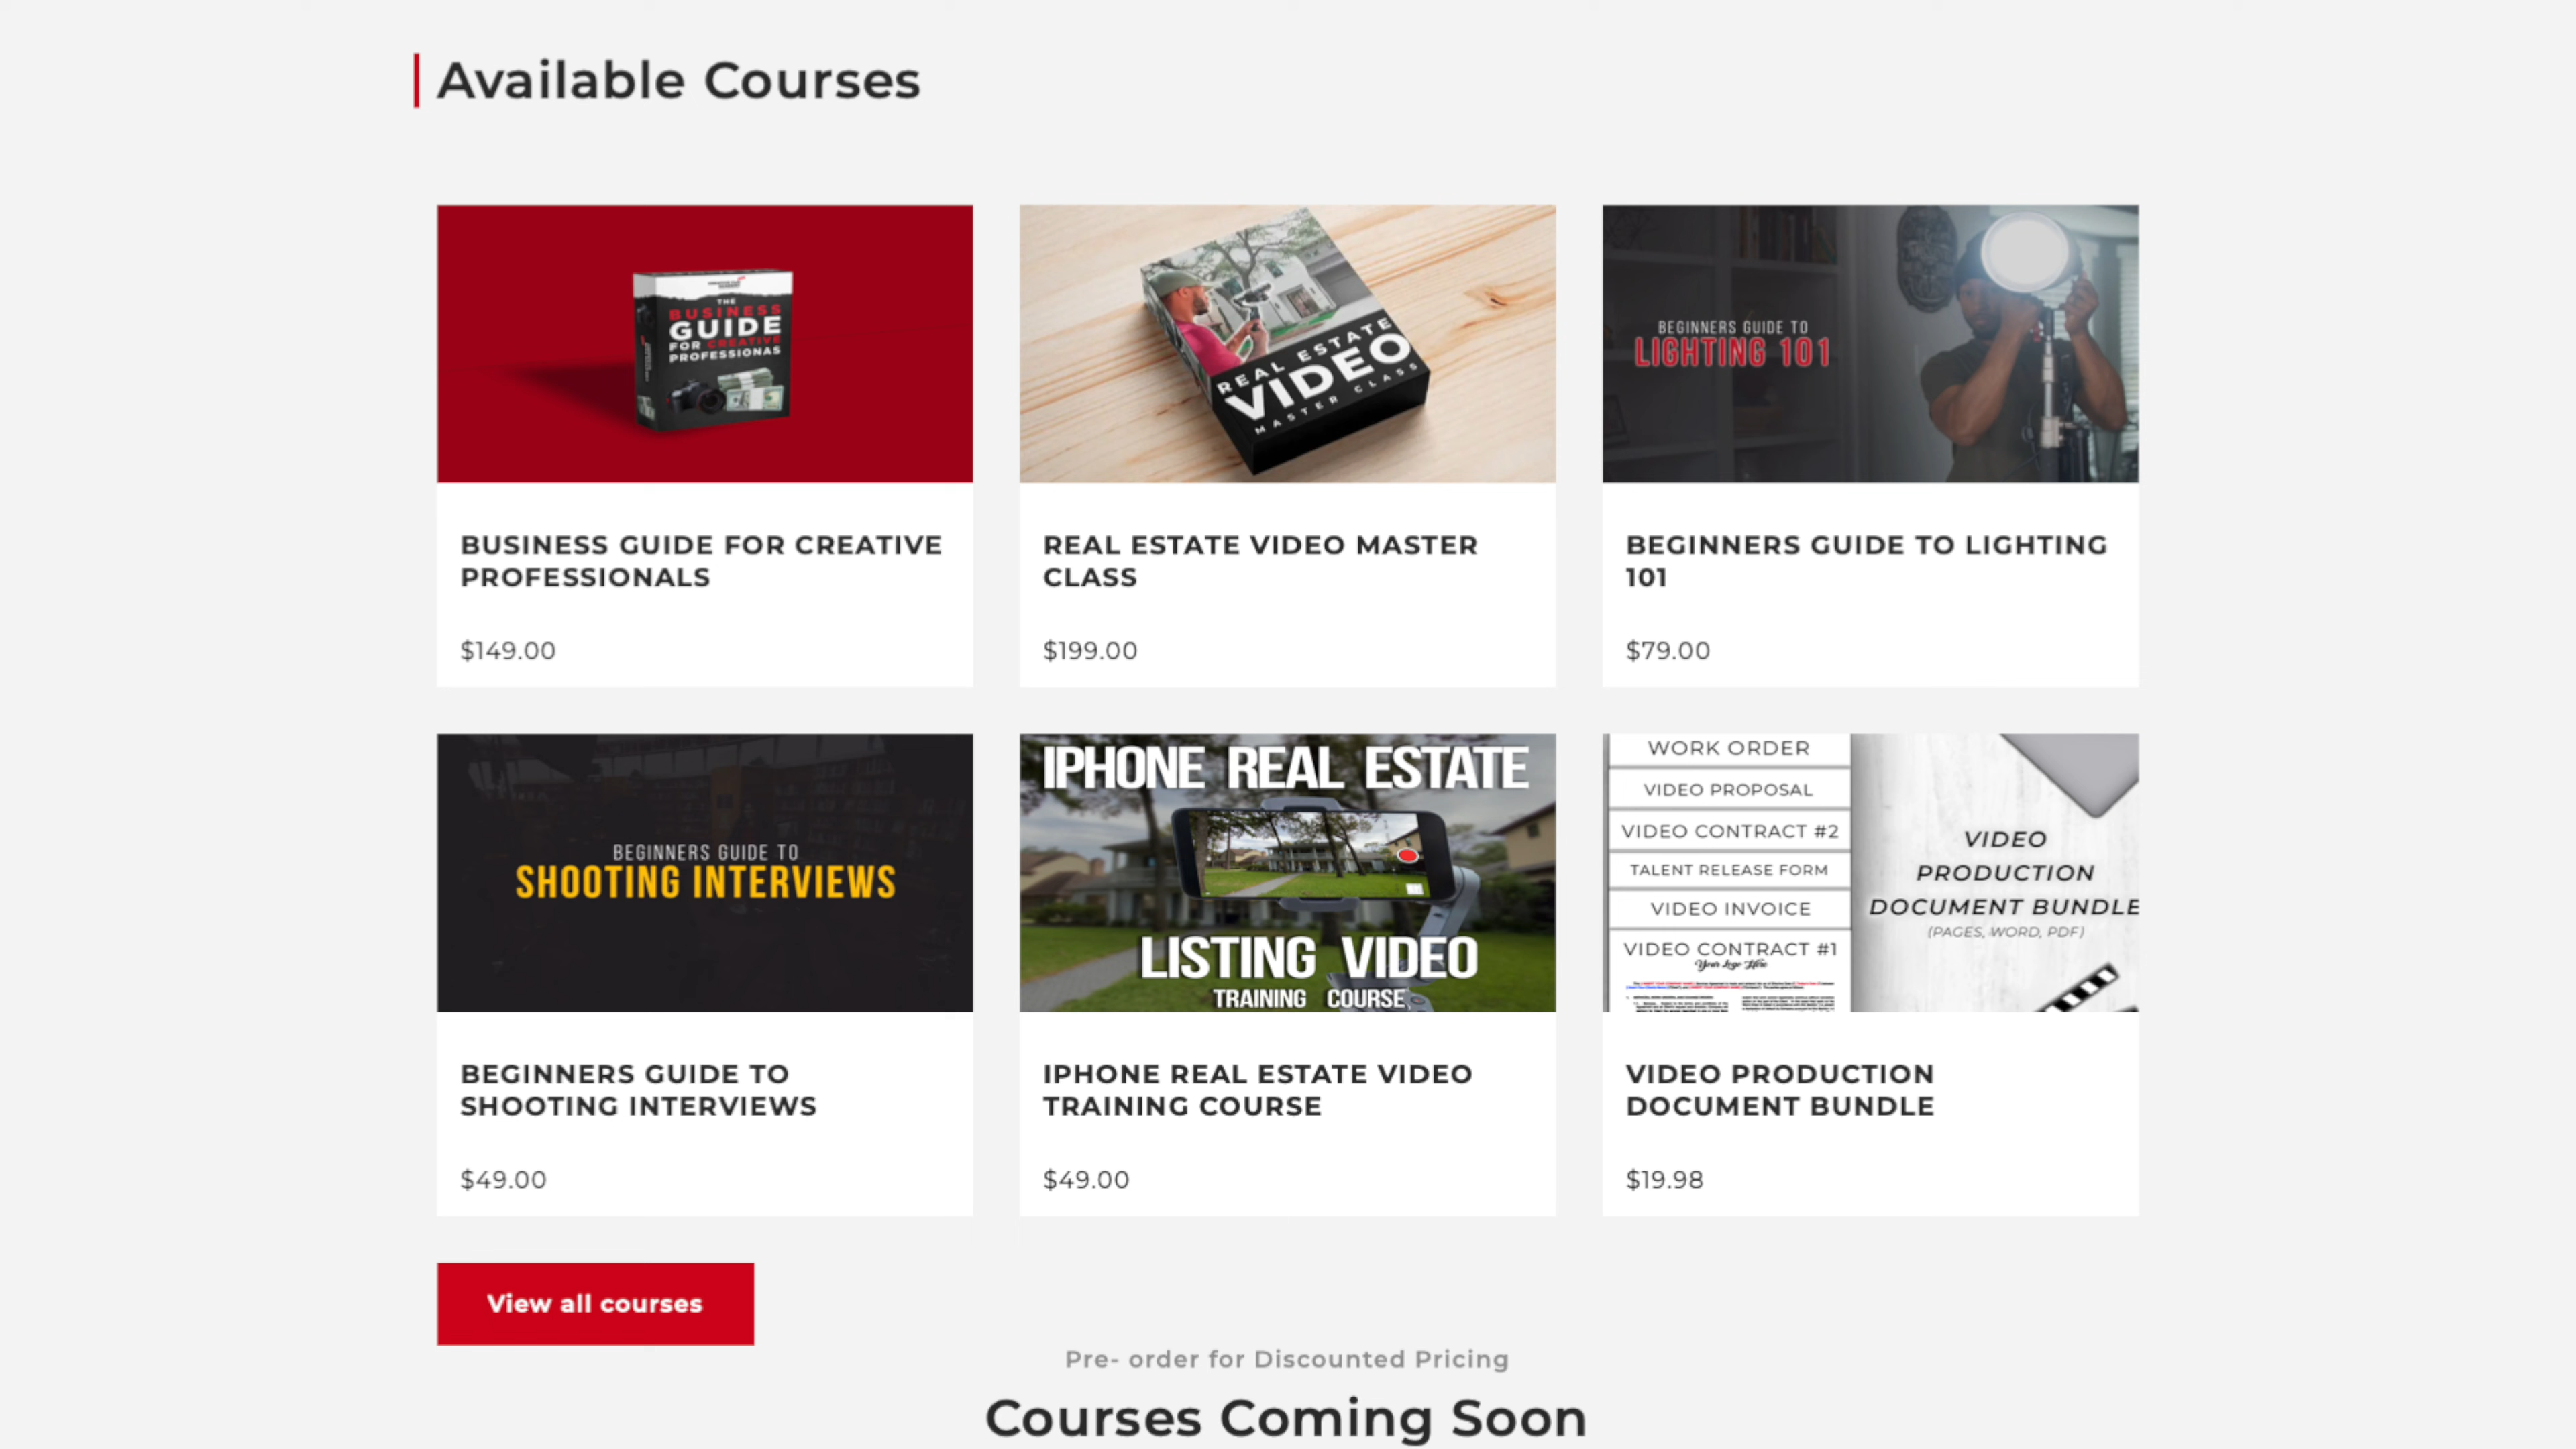 Available Courses
THE
BUSINESS
GUIDE
FOR CREATIVE
PROFESSIONAS
REAL ESTATE
VIDEO
MASTER CLASS
BEGINNERS GUIDE TO
LIGHTING 101
BUSINESS GUIDE FOR CREATIVE
PROFESSIONALS
$149.00
REAL ESTATE VIDEO MASTER
CLASS
$199.00
BEGINNERS GUIDE TO LIGHTING
101
$79.00
BEGINNERS GUIDE TO
SHOOTING INTERVIEWS
IPHONE REAL ESTATE
LISTING VIDEO
TRAINING COURSE
WORK ORDER
VIDEO PROPOSAL
VIDEO CONTRACT #2
TALENT RELEASE FORM
VIDEO INVOICE
VIDEO CONTRACT #1
Your Logo Here
VIDEO
PRODUCTION
DOCUMENT BUNDLE
(PAGES, WORD, PDF)
BEGINNERS GUIDE TO
SHOOTING INTERVIEWS
$49.00
IPHONE REAL ESTATE VIDEO
TRAINING COURSE
$49.00
VIDEO PRODUCTION
DOCUMENT BUNDLE
$19.98
View all courses
Pre- order for Discounted Pricing
Courses Coming Soon